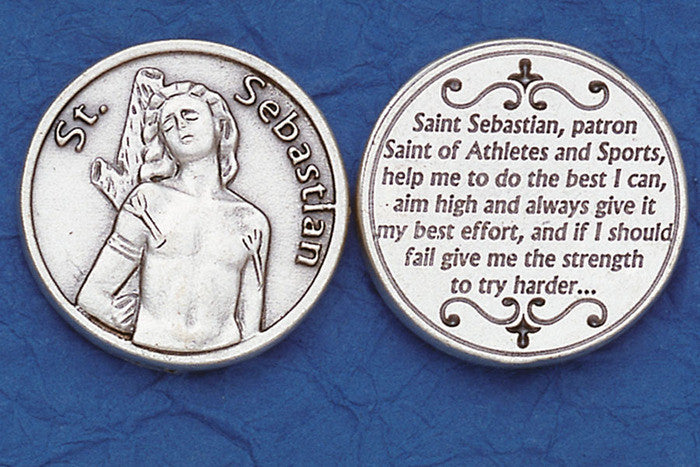 St. Sebastian
Saint Sebastian, patron
Saint of Athletes and Sports,
help me to do the best I can,
aim high and always give it
my best effort, and if I should
fail give me the strength
to try harder...